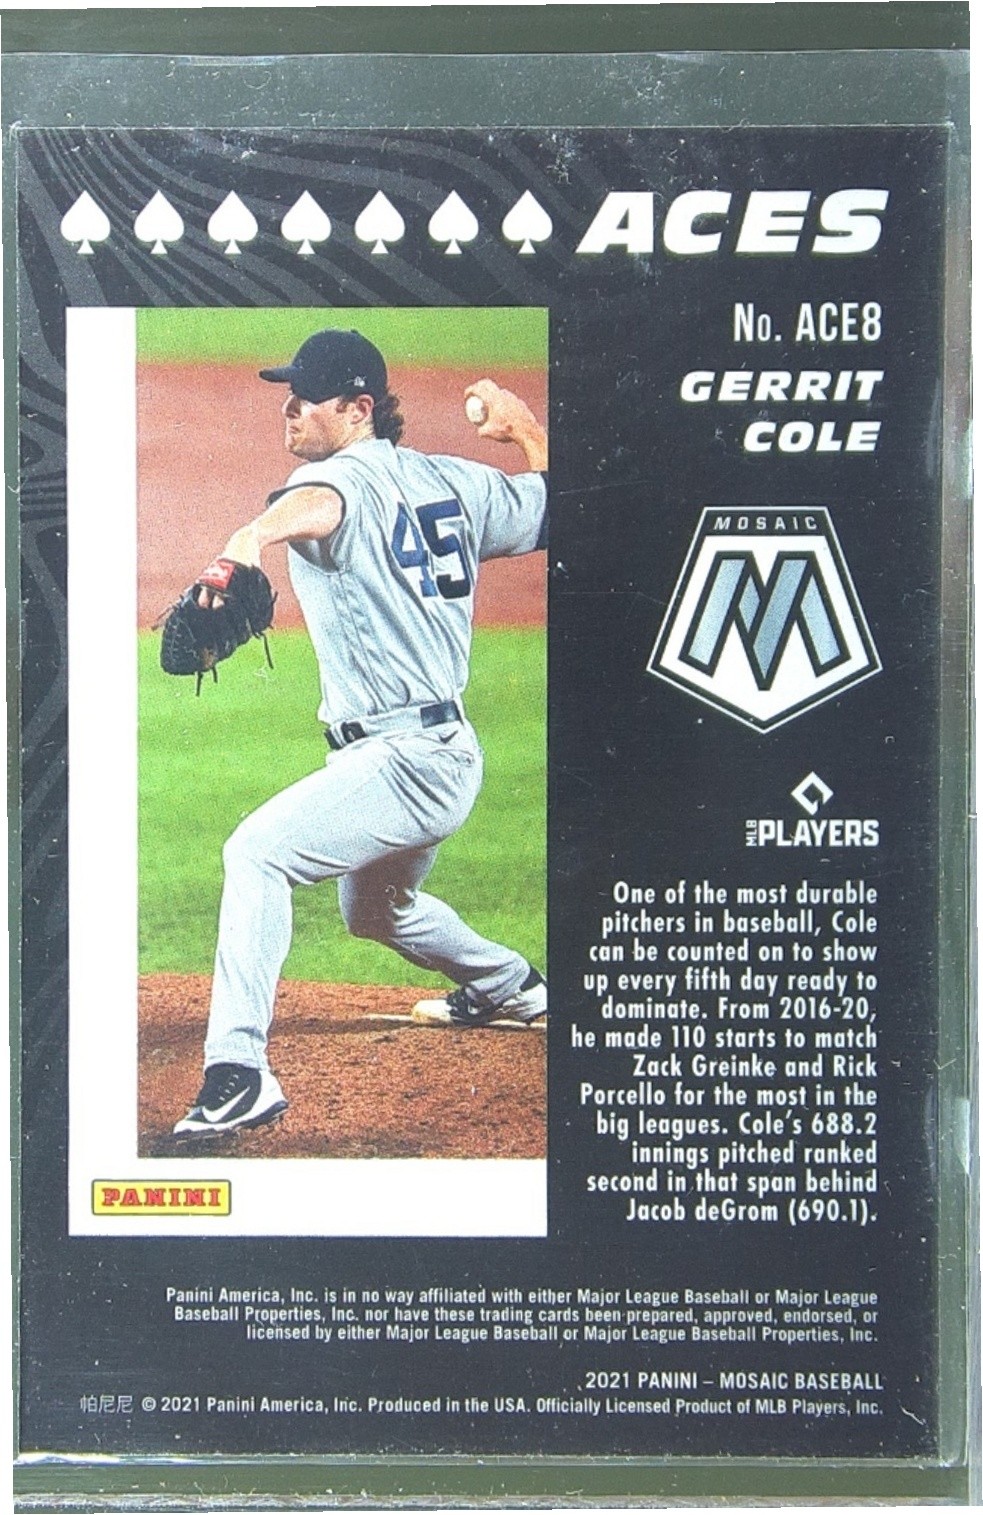 ACES
No. ACE8
GERRIT
COLE
45
MOSAIC
M
MLB PLAYERS
One of the most durable
pitchers in baseball, Cole
can be counted on to show
up every fifth day ready to
dominate. From 2016-20,
he made 110 starts to match
Zack Greinke and Rick
Porcello for the most in the
big leagues. Cole's 688.2
innings pitched ranked
second in that span behind
Jacob deGrom (690.1).
PANINI
Panini America, Inc. is in no way affiliated with either Major League Baseball or Major League
Baseball Properties, Inc. nor have these trading cards been prepared, approved, endorsed, or
licensed by either Major League Baseball or Major League Baseball Properties, Inc.
2021 PANINI – MOSAIC BASEBALL
帕尼尼 © 2021 Panini America, Inc. Produced in the USA. Officially Licensed Product of MLB Players, Inc.